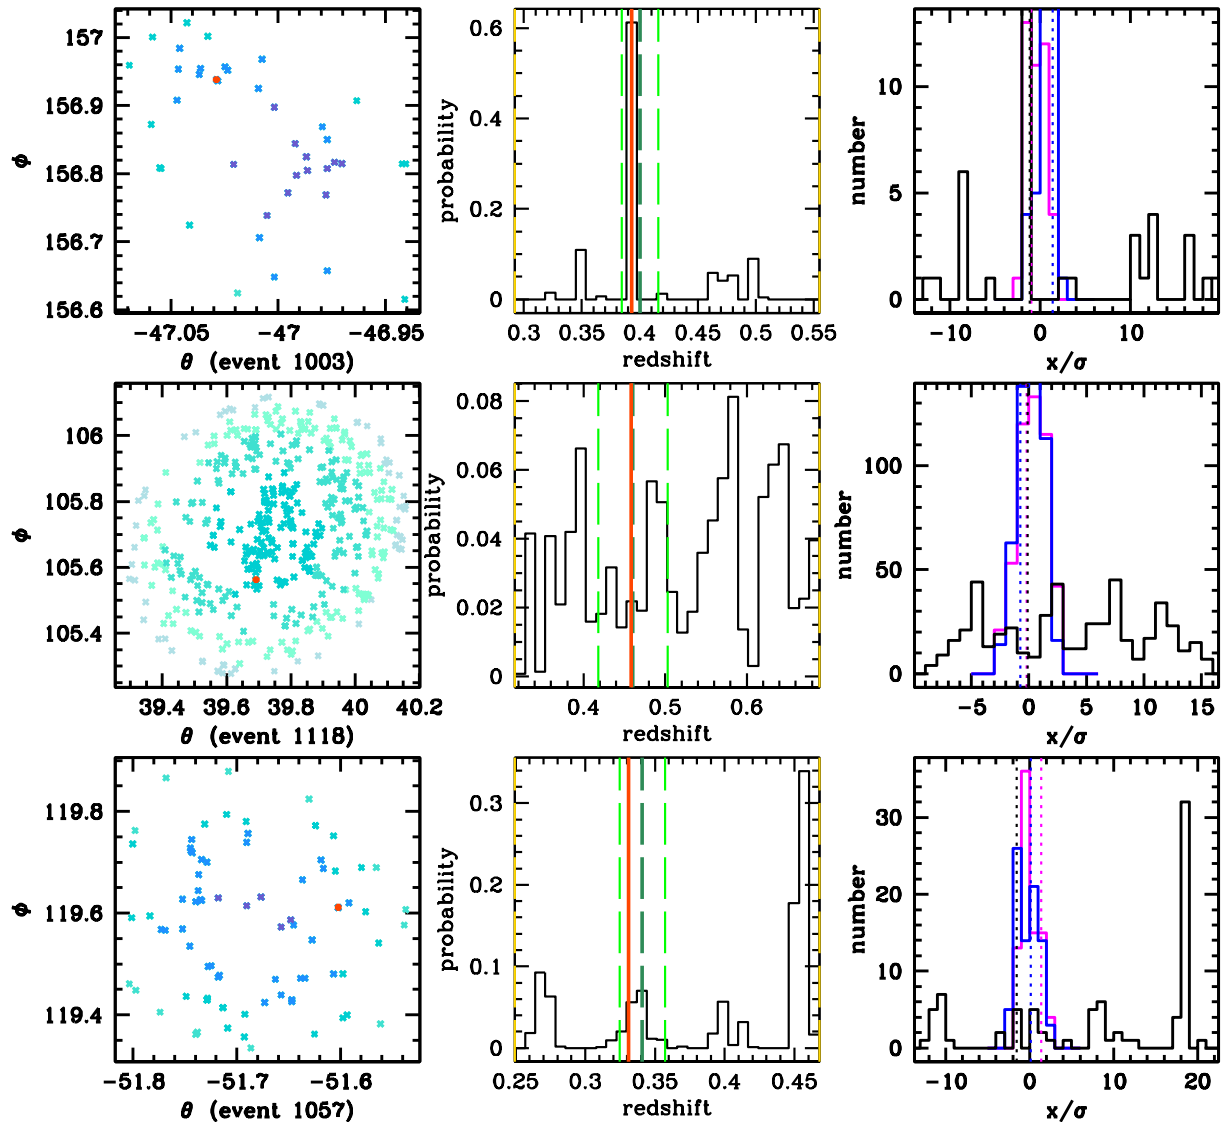 157
156.9
156.8
156.7
156.6
ϕ
−47.05 −47 −46.95
θ (event 1003)
0.6
0.4
0.2
0
probability
0.3 0.35 0.4 0.45 0.5 0.55
redshift
10
5
0
number
−10 0 10
x/σ
106
105.8
105.6
105.4
ϕ
39.4 39.6 39.8 40 40.2
θ (event 1118)
0.08
0.06
0.04
0.02
0
probability
0.4 0.5 0.6
redshift
100
50
0
number
−5 0 5 10 15
x/σ
119.8
119.6
119.4
ϕ
−51.8 −51.7 −51.6
θ (event 1057)
0.3
0.2
0.1
0
probability
0.25 0.3 0.35 0.4 0.45
redshift
30
20
10
0
number
−10 0 10 20
x/σ